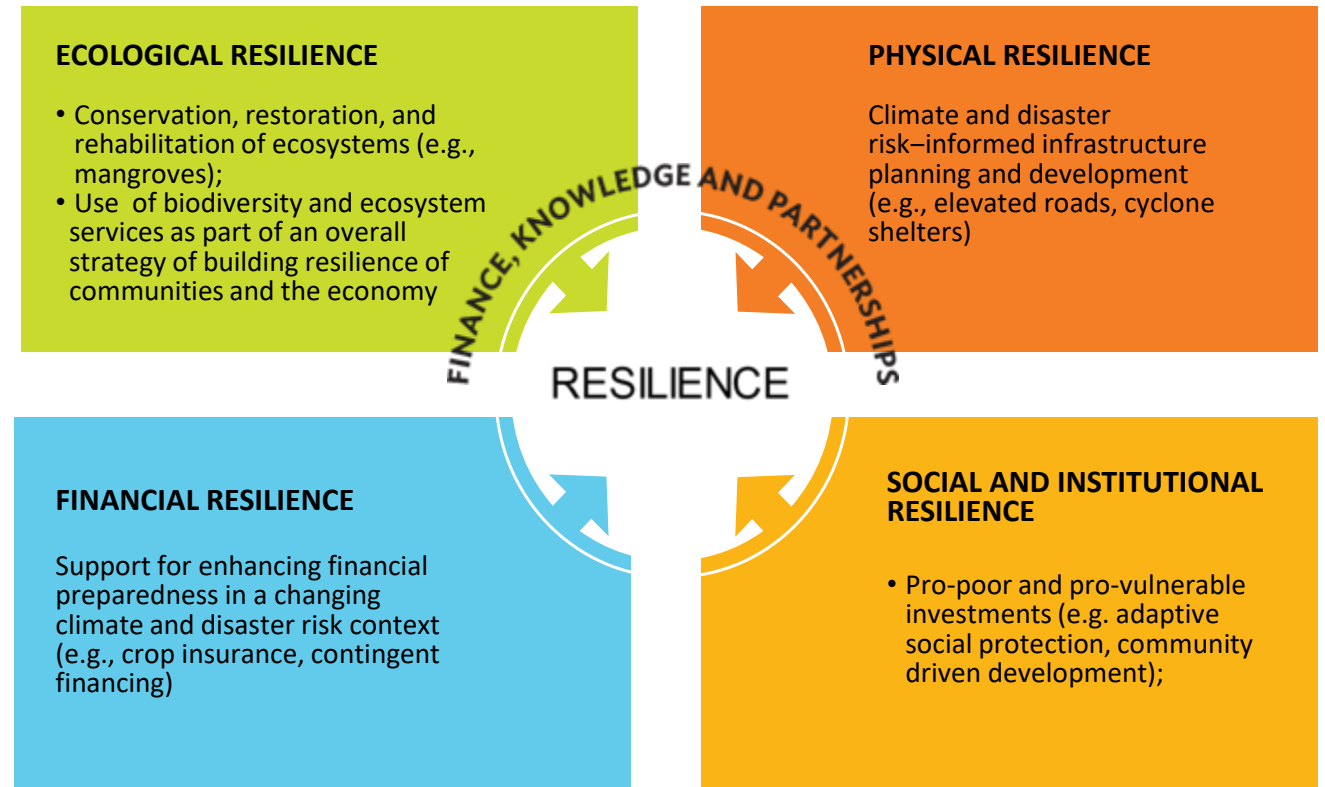 ECOLOGICAL RESILIENCE
• Conservation, restoration, and
rehabilitation of ecosystems (e.g.,
mangroves);
• Use of biodiversity and ecosystem
services as part of an overall
strategy of building resilience of
communities and the economy
PHYSICAL RESILIENCE
Climate and disaster
risk–informed infrastructure
planning and development
(e.g., elevated roads, cyclone
shelters)
FINANCE, KNOWLEDGE AND PARTNERSHIPS
RESILIENCE
FINANCIAL RESILIENCE
Support for enhancing financial
preparedness in a changing
climate and disaster risk context
(e.g., crop insurance, contingent
financing)
SOCIAL AND INSTITUTIONAL
RESILIENCE
• Pro-poor and pro-vulnerable
investments (e.g. adaptive
social protection, community
driven development);